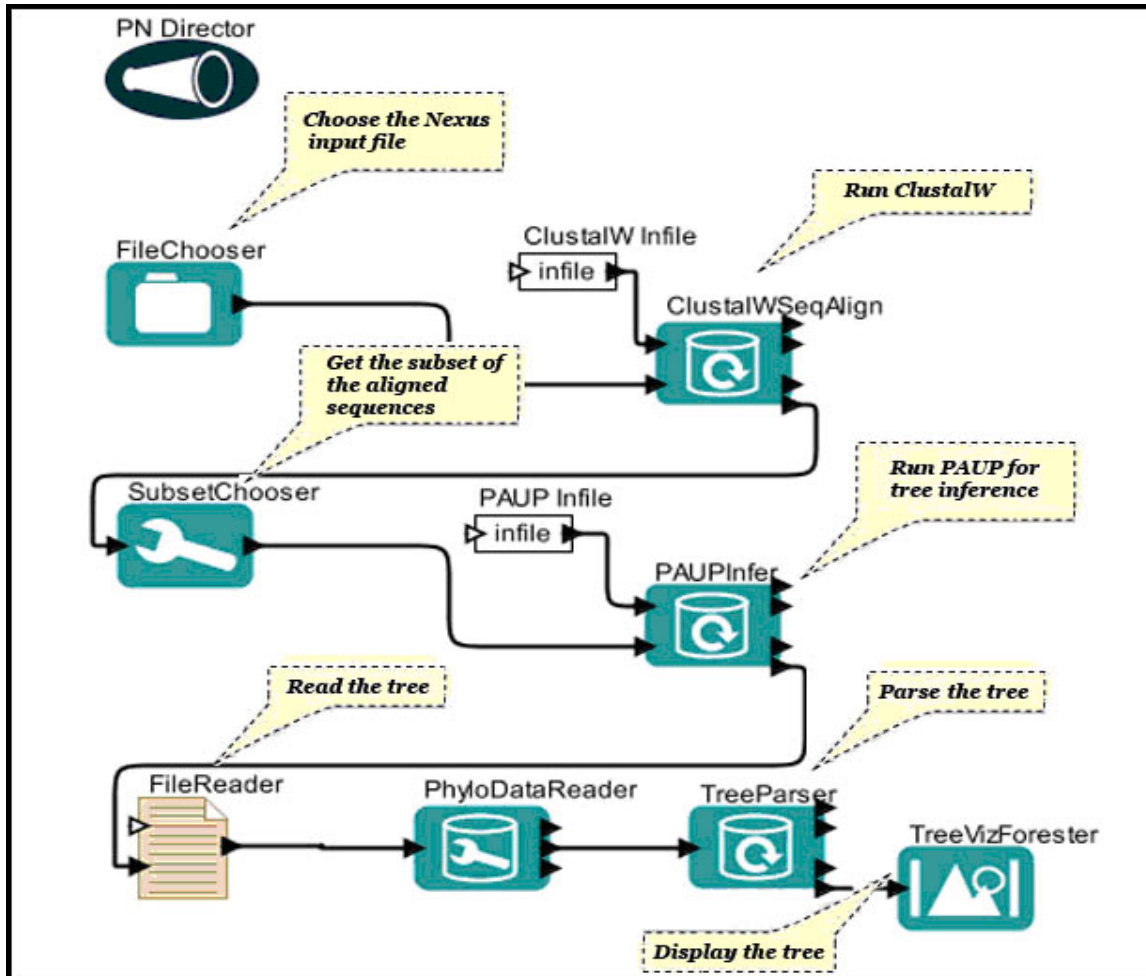 PN Director
Choose the Nexus
input file
Run ClustalW
FileChooser
ClustalW Infile
infile
ClustalWSeqAlign
Get the subset of
the aligned
sequences
Run PAUP for
tree inference
SubsetChooser
PAUP Infile
infile
PAUPInfer
Read the tree
Parse the tree
FileReader
PhyloDataReader
TreeParser
TreeVizForester
Display the tree